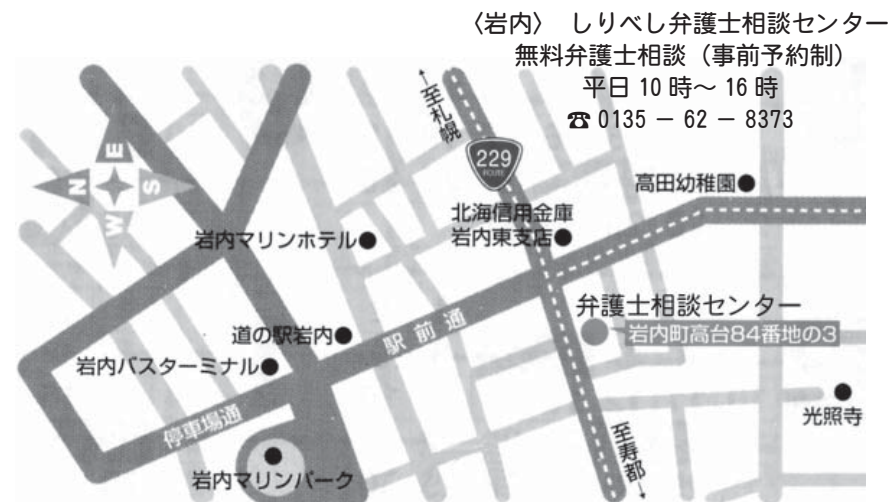 〈岩内〉 しりべし弁護士相談センター
無料弁護士相談（事前予約制）
平日 10 時～ 16 時
☎ 0135 － 62 － 8373
←至札幌
229
ROUTE
高田幼稚園
北海信用金庫
岩内東支店
岩内マリンホテル
N
E
S
W
弁護士相談センター
岩内町高台84番地の3
道の駅岩内
駅前通
岩内バスターミナル
停車場通
光照寺
岩内マリンパーク
至寿都→